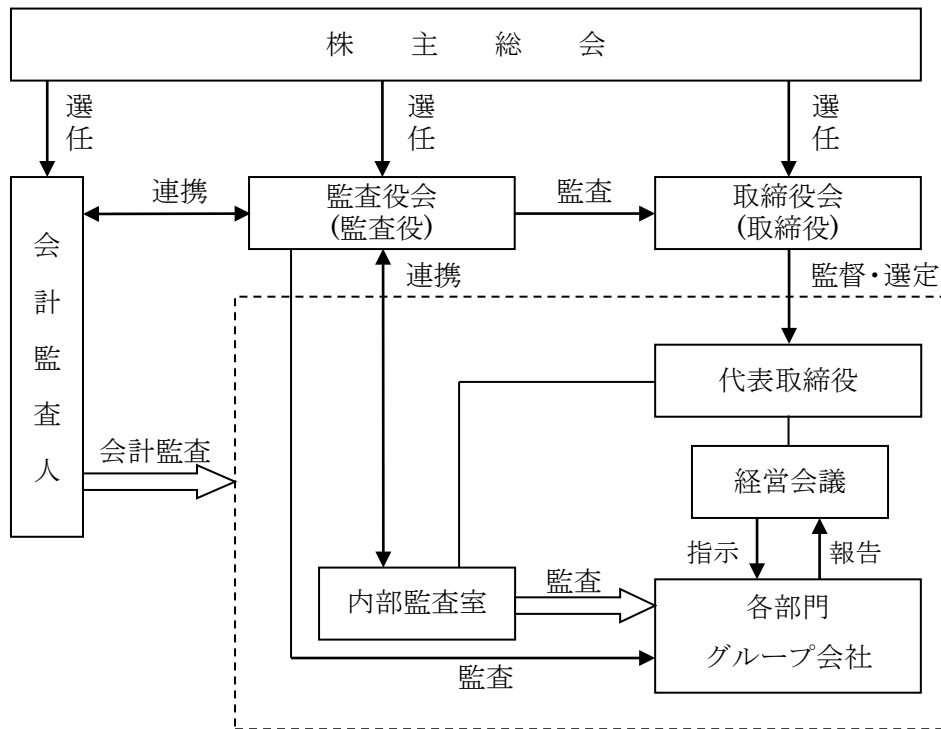 株主総会
選任
選任
選任
連携
監査役会
(監査役)
監査
取締役会
(取締役)
会計監査人
連携
監督・選定
代表取締役
会計監査
経営会議
指示
報告
内部監査室
監査
各部門
グループ会社
監査